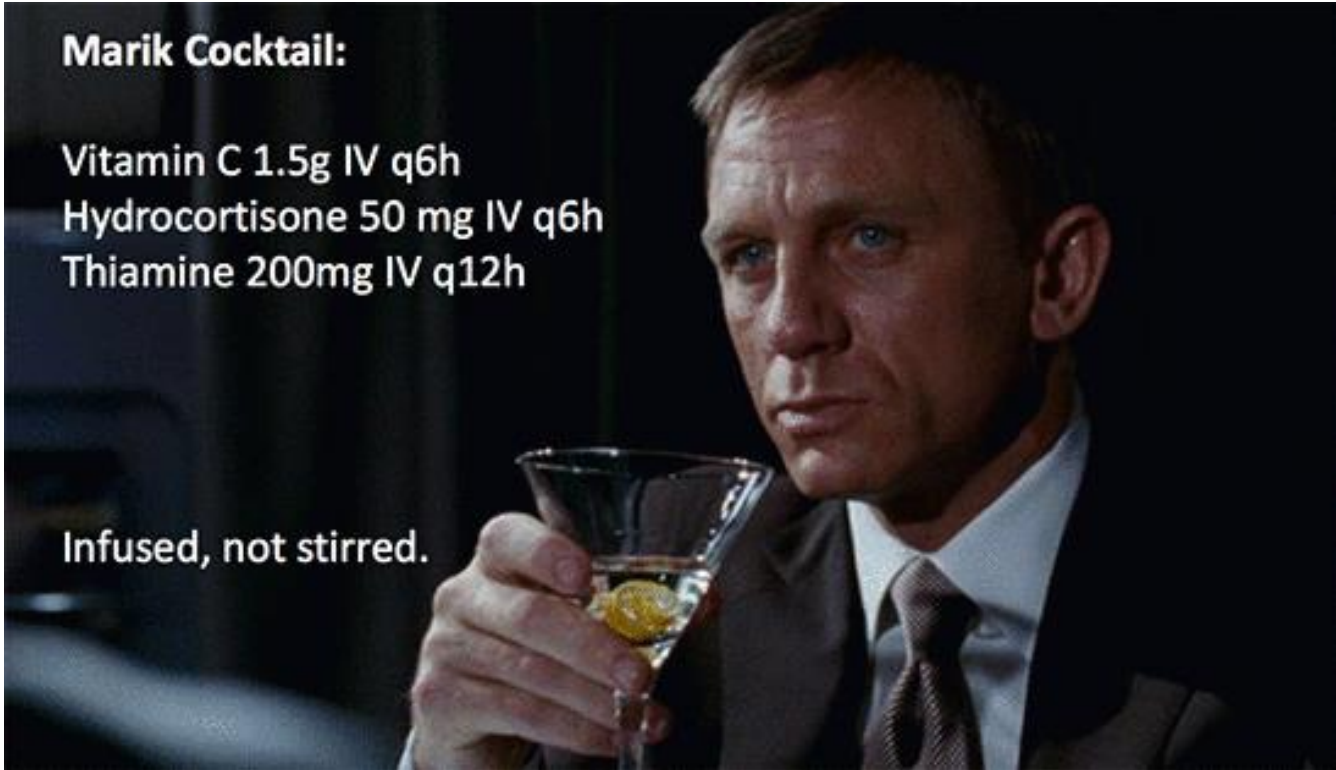 Marik Cocktail:
Vitamin C 1.5g IV q6h
Hydrocortisone 50 mg IV q6h
Thiamine 200mg IV q12h
Infused, not stirred.